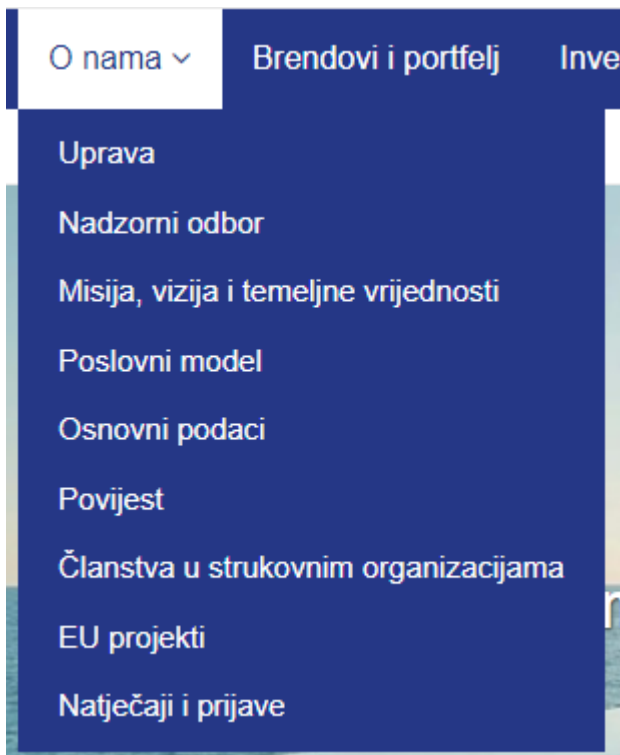 O nama Brendovi i portfelj Inve
Uprava
Nadzorni odbor
Misija, vizija i temeljne vrijednosti
Poslovni model
Osnovni podaci
Povijest
Članstva u strukovnim organizacijama
EU projekti
Natječaji i prijave